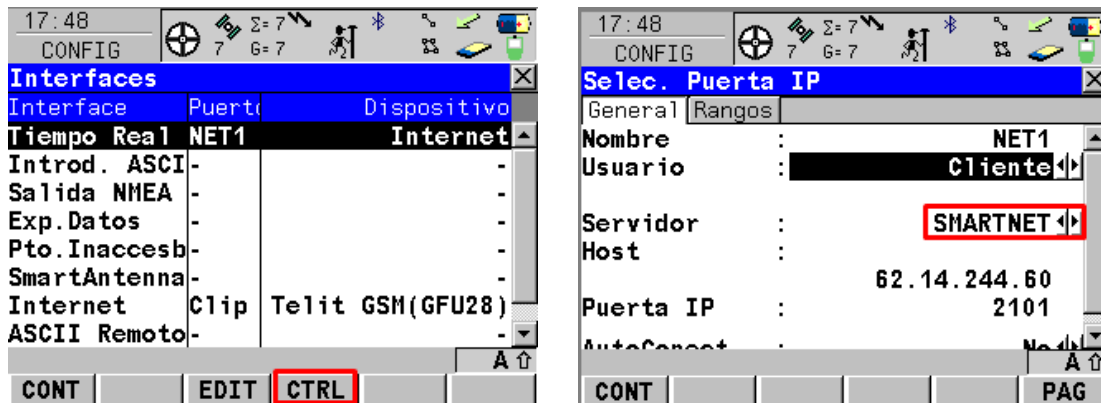 17:48
CONFIG
7
Σ= 7
G= 7
Interfaces
Interface Puerto Dispositivo
Tiempo Real NET1 Internet
Introd. ASCI - -
Salida NMEA - -
Exp.Datos - -
Pto.Inaccesb - -
SmartAntenna - -
Internet Clip Telit GSM(GFU28)
ASCII Remoto - -
A
CONT EDIT CTRL
17:48
CONFIG
7
Σ= 7
G= 7
Selec. Puerta IP
General Rangos
Nombre : NET1
Usuario : Cliente
Servidor : SMARTNET
Host :
62.14.244.60
Puerta IP : 2101
No
A
CONT PAG